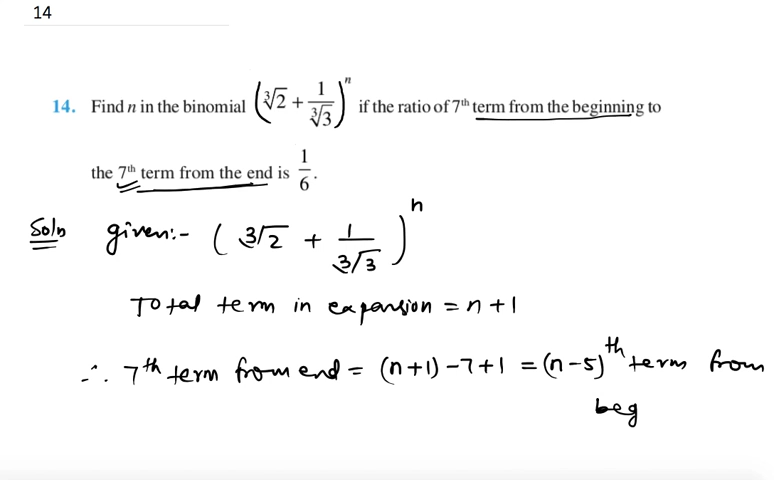 14
14. Find n in the binomial (∛2 + 1/∛3)ⁿ if the ratio of 7th term from the beginning to
the 7th term from the end is 1/6.
Soln given:- (3√2 + 1/3√3)ⁿ
Total term in expansion = n+1
∴ 7th term from end = (n+1)-7+1 = (n-5)th term from
beg